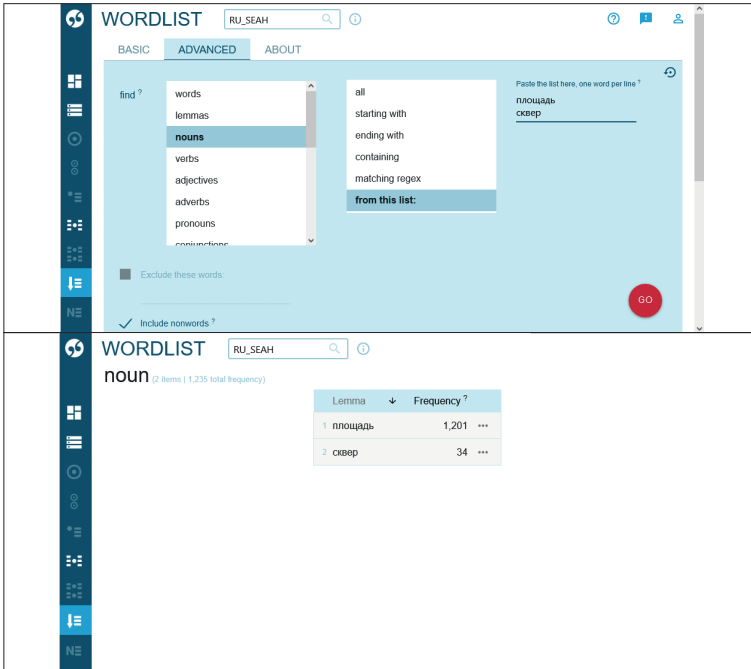 WORDLIST RU_SEAH
BASIC ADVANCED ABOUT
find ?
words
lemmas
nouns
verbs
adjectives
adverbs
pronouns
conjunctions
all
starting with
ending with
containing
matching regex
from this list:
Paste the list here, one word per line ?
площадь
сквер
Exclude these words:
GO
Include nonwords ?
WORDLIST RU_SEAH
noun (2 items | 1,235 total frequency)
Lemma Frequency ?
1 площадь 1,201
2 сквер 34